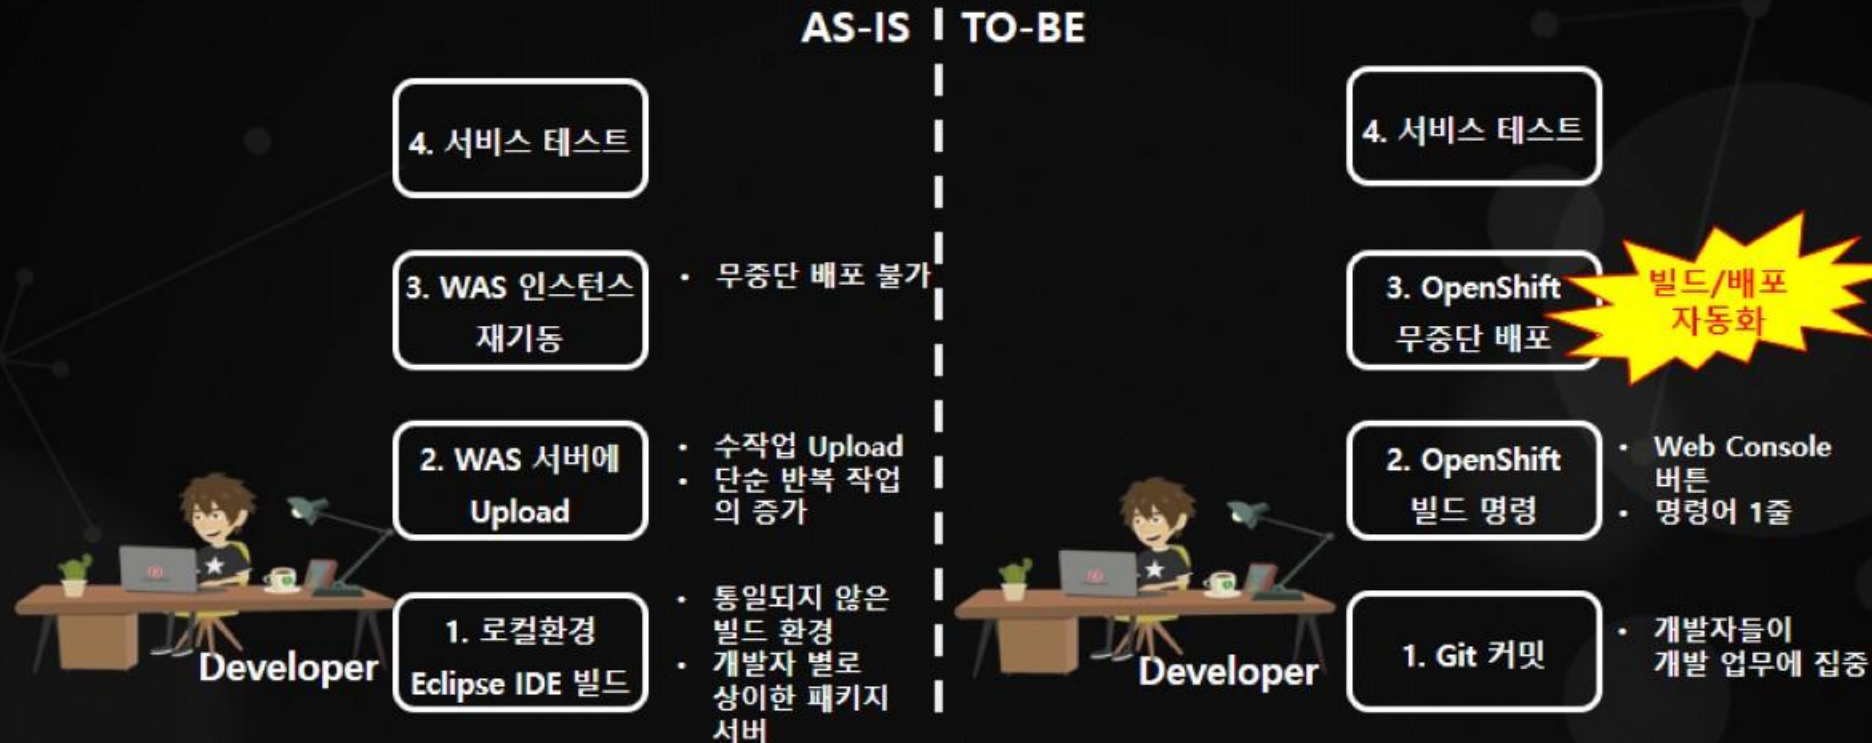 AS-IS
4. 서비스 테스트
3. WAS 인스턴스
재기동
• 무중단 배포 불가
2. WAS 서버에
Upload
• 수작업 Upload
• 단순 반복 작업
의 증가
1. 로컬환경
Eclipse IDE 빌드
• 통일되지 않은
빌드 환경
• 개발자 별로
상이한 패키지
서버
Developer
TO-BE
4. 서비스 테스트
3. OpenShift
무중단 배포
빌드/배포
자동화
2. OpenShift
빌드 명령
• Web Console
버튼
• 명령어 1줄
1. Git 커밋
• 개발자들이
개발 업무에 집중
Developer